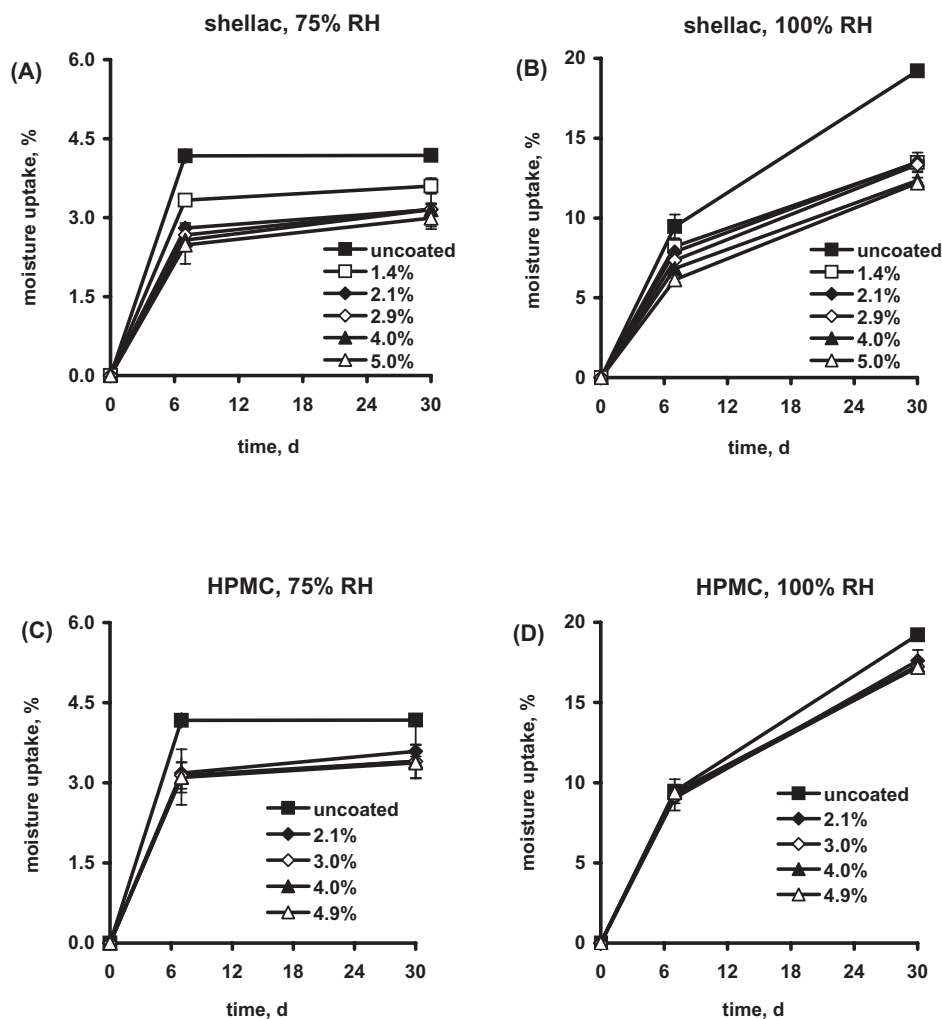 shellac, 75% RH
(A)
6.0
4.5
3.0
1.5
0.0
moisture uptake, %
uncoated
1.4%
2.1%
2.9%
4.0%
5.0%
0 6 12 18 24 30
time, d
shellac, 100% RH
(B)
20
15
10
5
0
moisture uptake, %
uncoated
1.4%
2.1%
2.9%
4.0%
5.0%
0 6 12 18 24 30
time, d
HPMC, 75% RH
(C)
6.0
4.5
3.0
1.5
0.0
moisture uptake, %
uncoated
2.1%
3.0%
4.0%
4.9%
0 6 12 18 24 30
time, d
HPMC, 100% RH
(D)
20
15
10
5
0
moisture uptake, %
uncoated
2.1%
3.0%
4.0%
4.9%
0 6 12 18 24 30
time, d